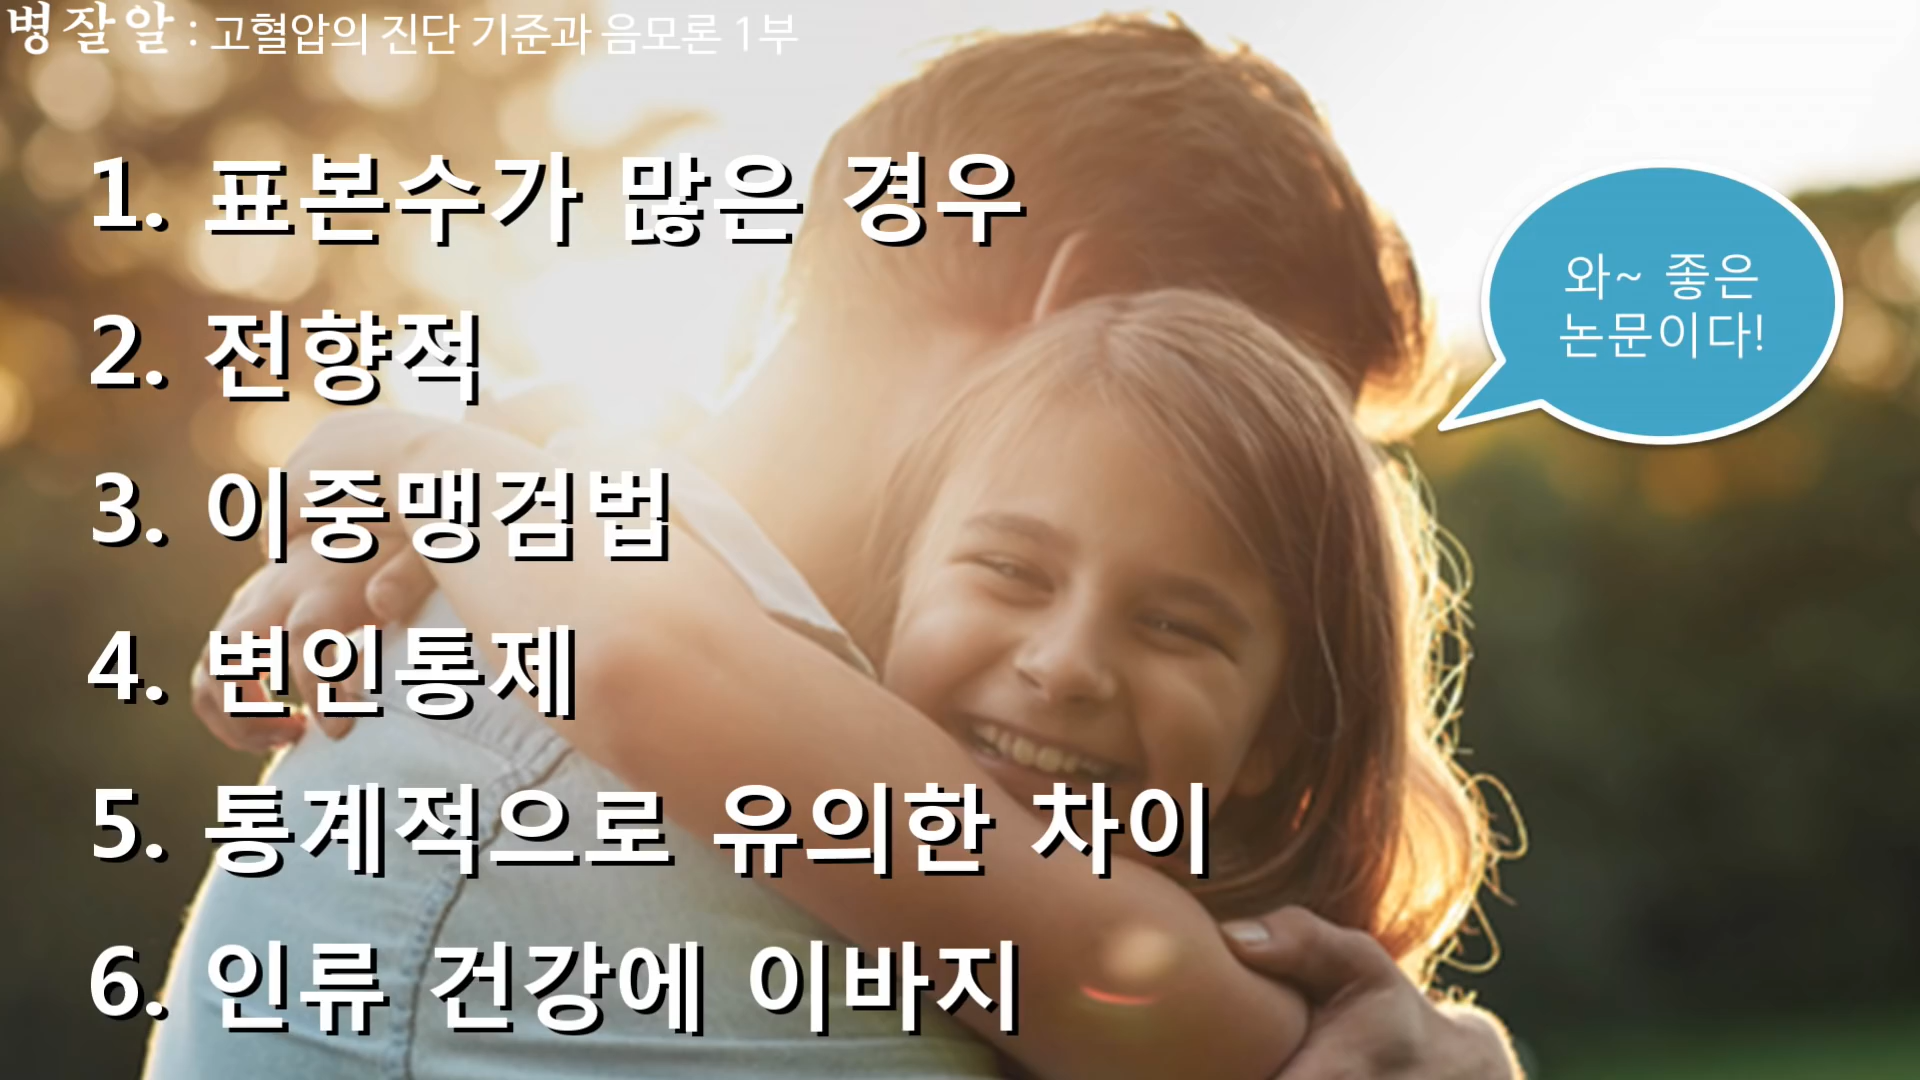 병잘알 : 고혈압의 진단 기준과 음모론 1부
1. 표본수가 많은 경우
2. 전향적
3. 이중맹검법
4. 변인통제
5. 통계적으로 유의한 차이
6. 인류 건강에 이바지
와~ 좋은
논문이다!